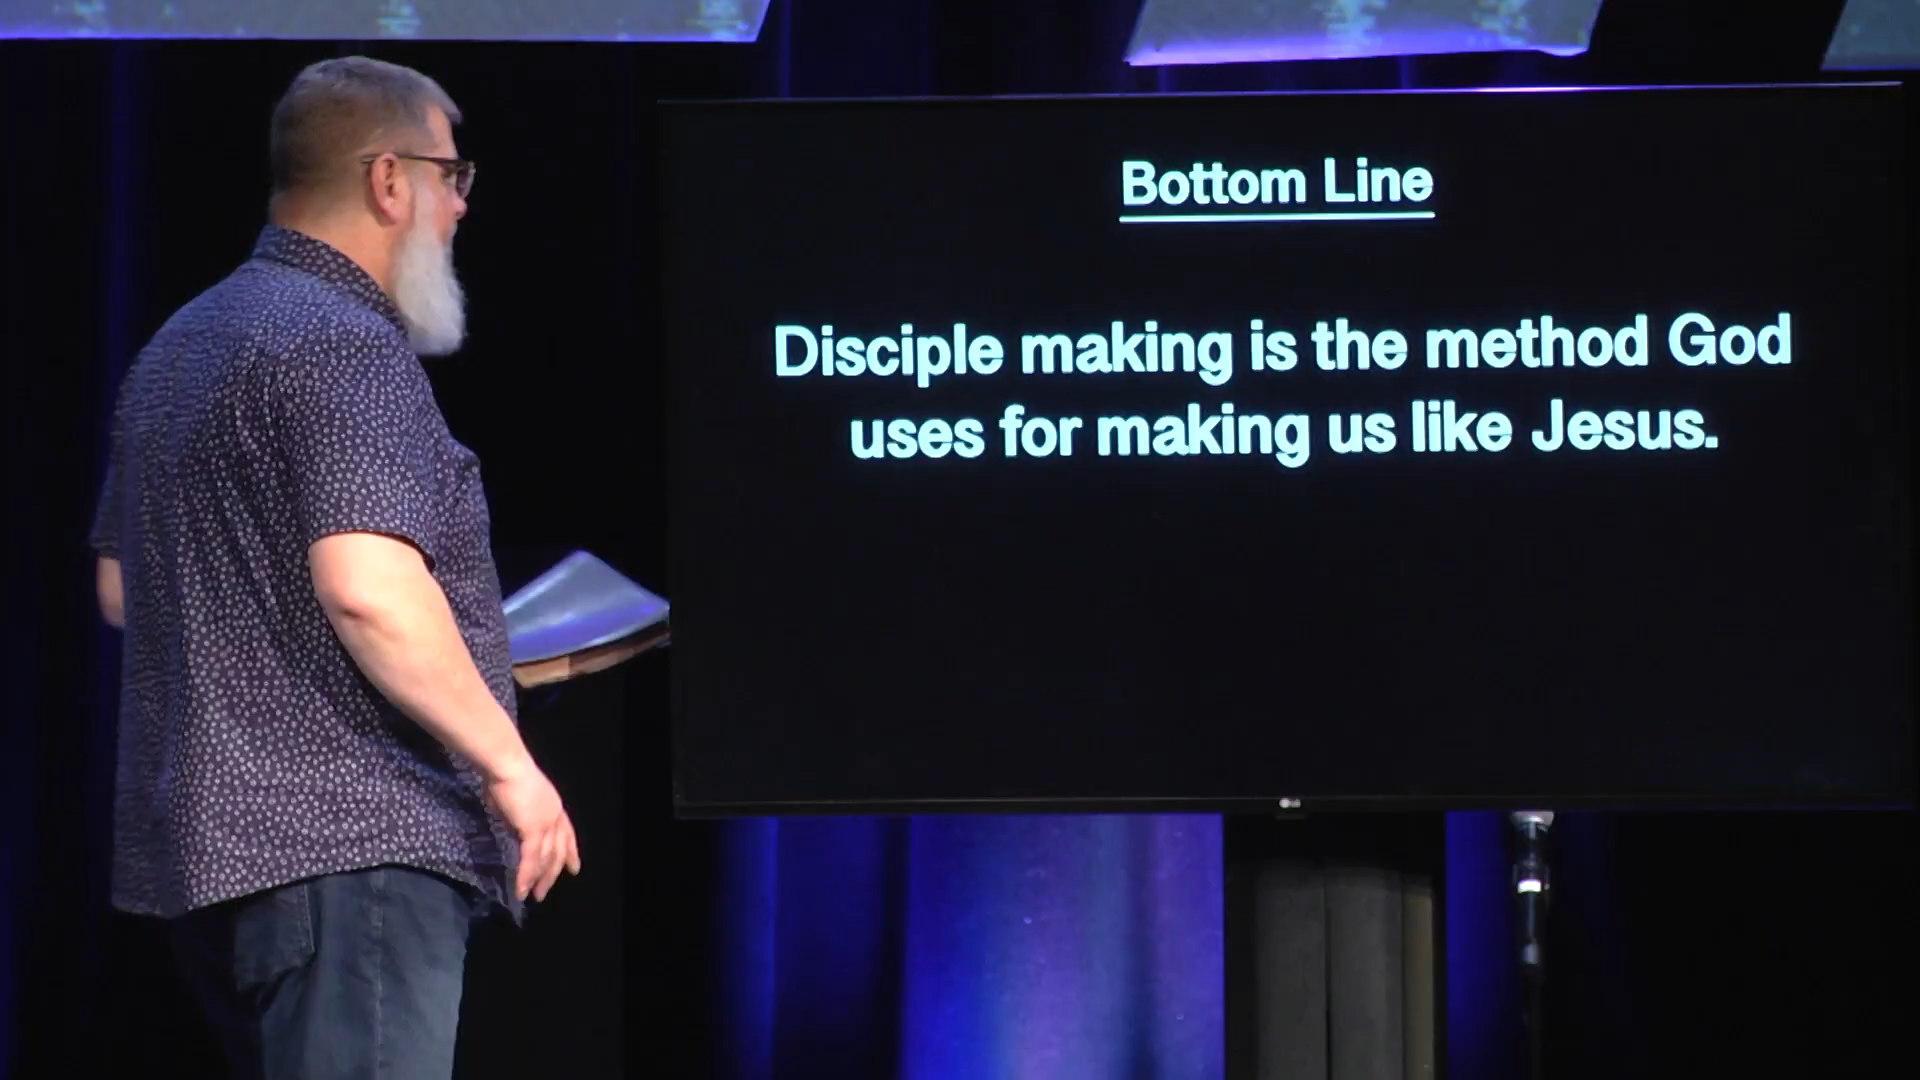 Bottom Line
Disciple making is the method God
uses for making us like Jesus.